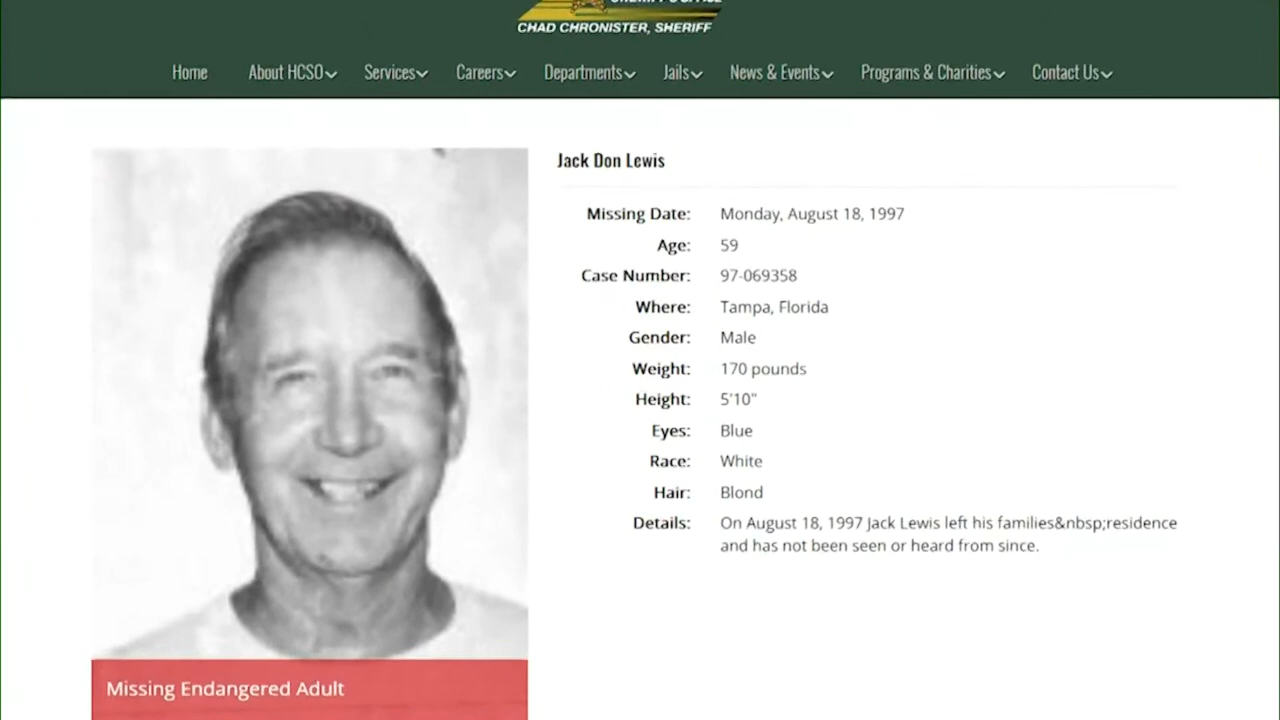 CHAD CHRONISTER, SHERIFF
Home About HCSO Services Careers Departments Jails News & Events Programs & Charities Contact Us
Jack Don Lewis
Missing Date: Monday, August 18, 1997
Age: 59
Case Number: 97-069358
Where: Tampa, Florida
Gender: Male
Weight: 170 pounds
Height: 5'10"
Eyes: Blue
Race: White
Hair: Blond
Details: On August 18, 1997 Jack Lewis left his families&nbsp;residence
and has not been seen or heard from since.
Missing Endangered Adult